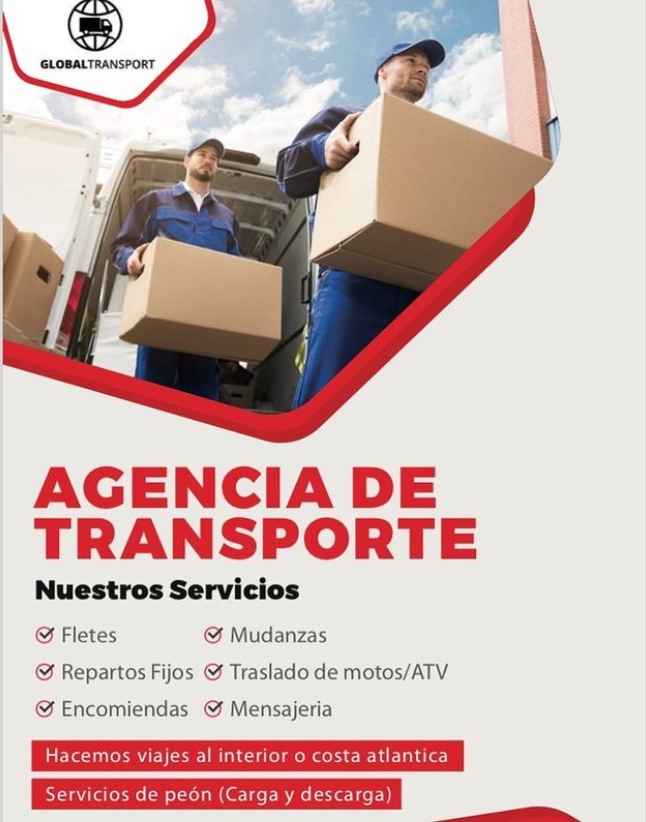 GLOBALTRANSPORT
AGENCIA DE
TRANSPORTE
Nuestros Servicios
Fletes
Mudanzas
Repartos Fijos
Traslado de motos/ATV
Encomiendas
Mensajeria
Hacemos viajes al interior o costa atlantica
Servicios de peón (Carga y descarga)